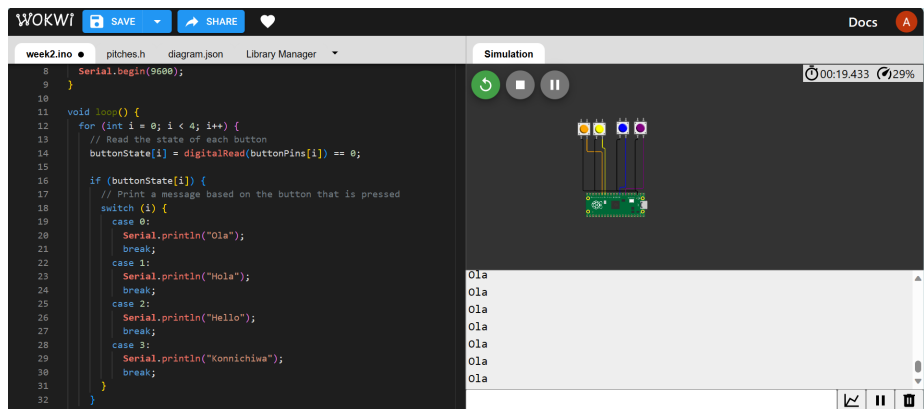 WOKWi SAVE SHARE Docs A
week2.ino pitches.h diagram.json Library Manager
8 Serial.begin(9600);
9 }
10
11 void loop() {
12 for (int i = 0; i < 4; i++) {
13 // Read the state of each button
14 buttonState[i] = digitalRead(buttonPins[i]) == 0;
15
16 if (buttonState[i]) {
17 // Print a message based on the button that is pressed
18 switch (i) {
19 case 0:
20 Serial.println("Ola");
21 break;
22 case 1:
23 Serial.println("Hola");
24 break;
25 case 2:
26 Serial.println("Hello");
27 break;
28 case 3:
29 Serial.println("Konnichiwa");
30 break;
31 }
32 }
Simulation
00:19.433 29%
Ola
Ola
Ola
Ola
Ola
Ola
Ola